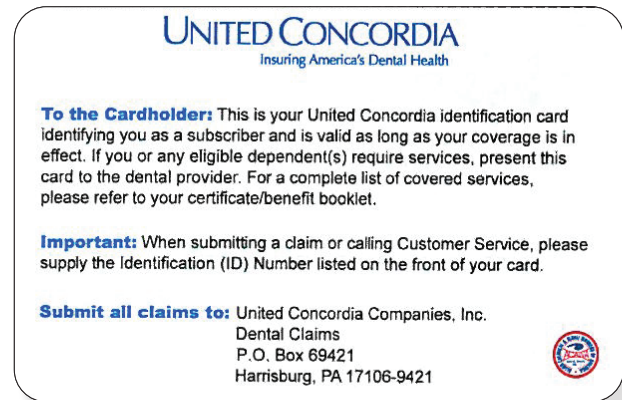 UNITED CONCORDIA
Insuring America's Dental Health
To the Cardholder: This is your United Concordia identification card
identifying you as a subscriber and is valid as long as your coverage is in
effect. If you or any eligible dependent(s) require services, present this
card to the dental provider. For a complete list of covered services,
please refer to your certificate/benefit booklet.
Important: When submitting a claim or calling Customer Service, please
supply the Identification (ID) Number listed on the front of your card.
Submit all claims to: United Concordia Companies, Inc.
Dental Claims
P.O. Box 69421
Harrisburg, PA 17106-9421